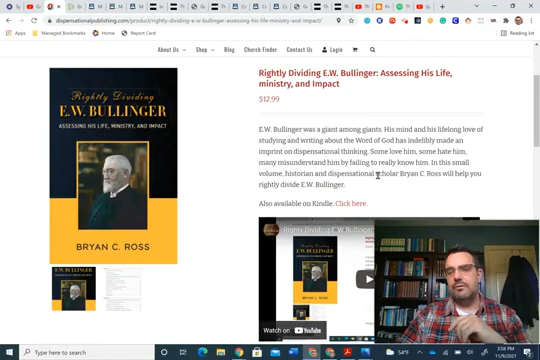 dispensationalpublishing.com/product/rightly-dividing-e-w-bullinger-assessing-his-life-ministry-and-impact/
Apps
Managed Bookmarks
Home
Report Card
Reading list
About Us
Shop
Blog
Church Finder
Contact Us
Login
Rightly Dividing
E.W. BULLINGER
ASSESSING HIS LIFE, MINISTRY, AND IMPACT
BRYAN C. ROSS
Rightly Dividing E.W. Bullinger: Assessing His Life,
ministry, and Impact
$12.99
E.W. Bullinger was a giant among giants. His mind and his lifelong love of
studying and writing about the Word of God has indelibly made an
imprint on dispensational thinking. Some love him, some hate him,
many misunderstand him by failing to really know him. In this small
volume, historian and dispensational scholar Bryan C. Ross will help you
rightly divide E.W. Bullinger.
Also available on Kindle. Click here.
Rightly Dividing E.W. Bullinger
E.W. BULLINGER
BRYAN C. ROSS
Watch on YouTube
Type here to search
54°F
3:58 PM
11/9/2021